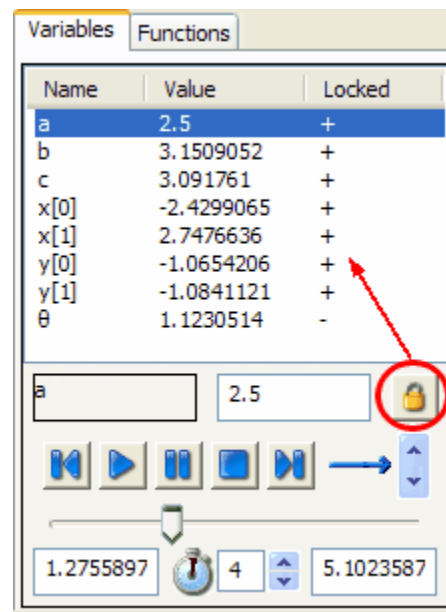 Variables Functions
Name Value Locked
a 2.5 +
b 3.1509052 +
c 3.091761 +
x[0] -2.4299065 +
x[1] 2.7476636 +
y[0] -1.0654206 +
y[1] -1.0841121 +
θ 1.1230514 -
a 2.5
1.2755897 4 5.1023587